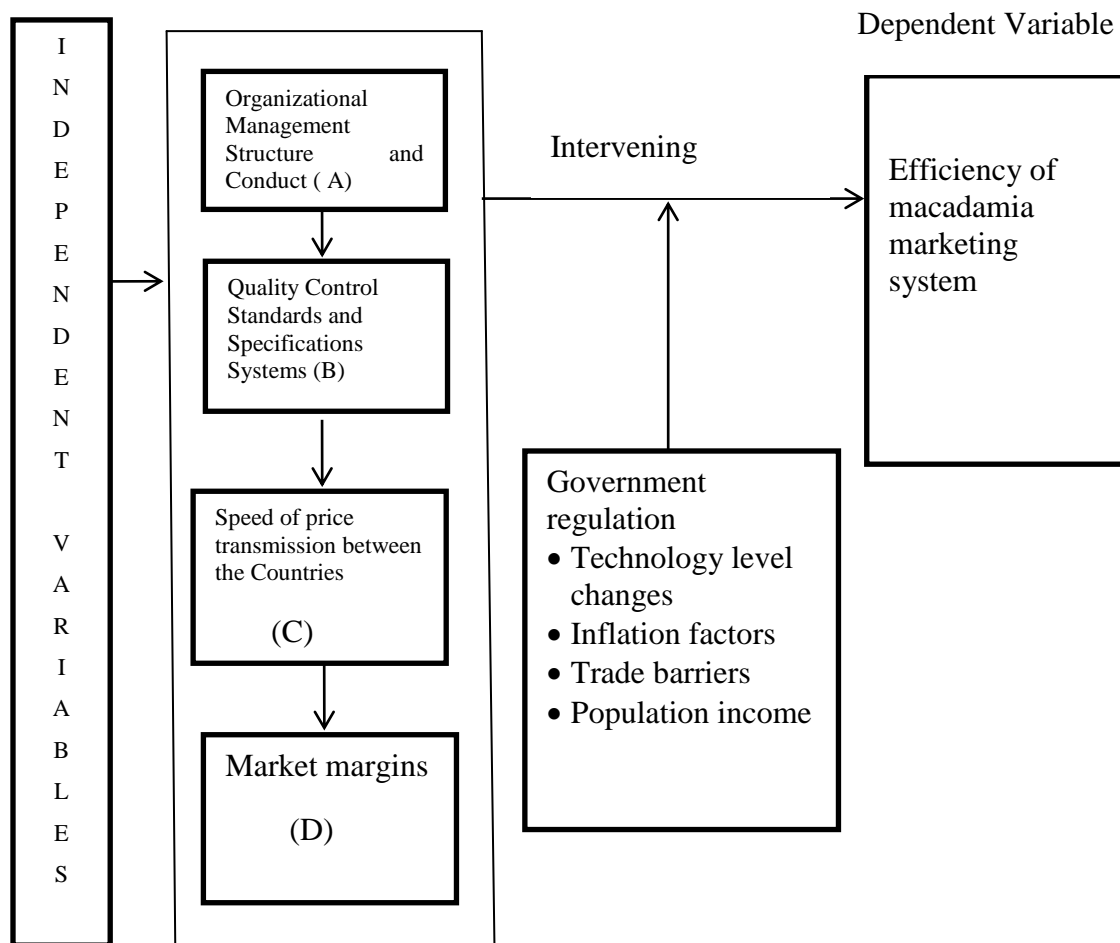 INDEPENDENT VARIABLES
Organizational
Management
Structure and
Conduct ( A)
Quality Control
Standards and
Specifications
Systems (B)
Speed of price
transmission between
the Countries
(C)
Market margins
(D)
Intervening
Government
regulation
• Technology level
changes
• Inflation factors
• Trade barriers
• Population income
Dependent Variable
Efficiency of
macadamia
marketing
system